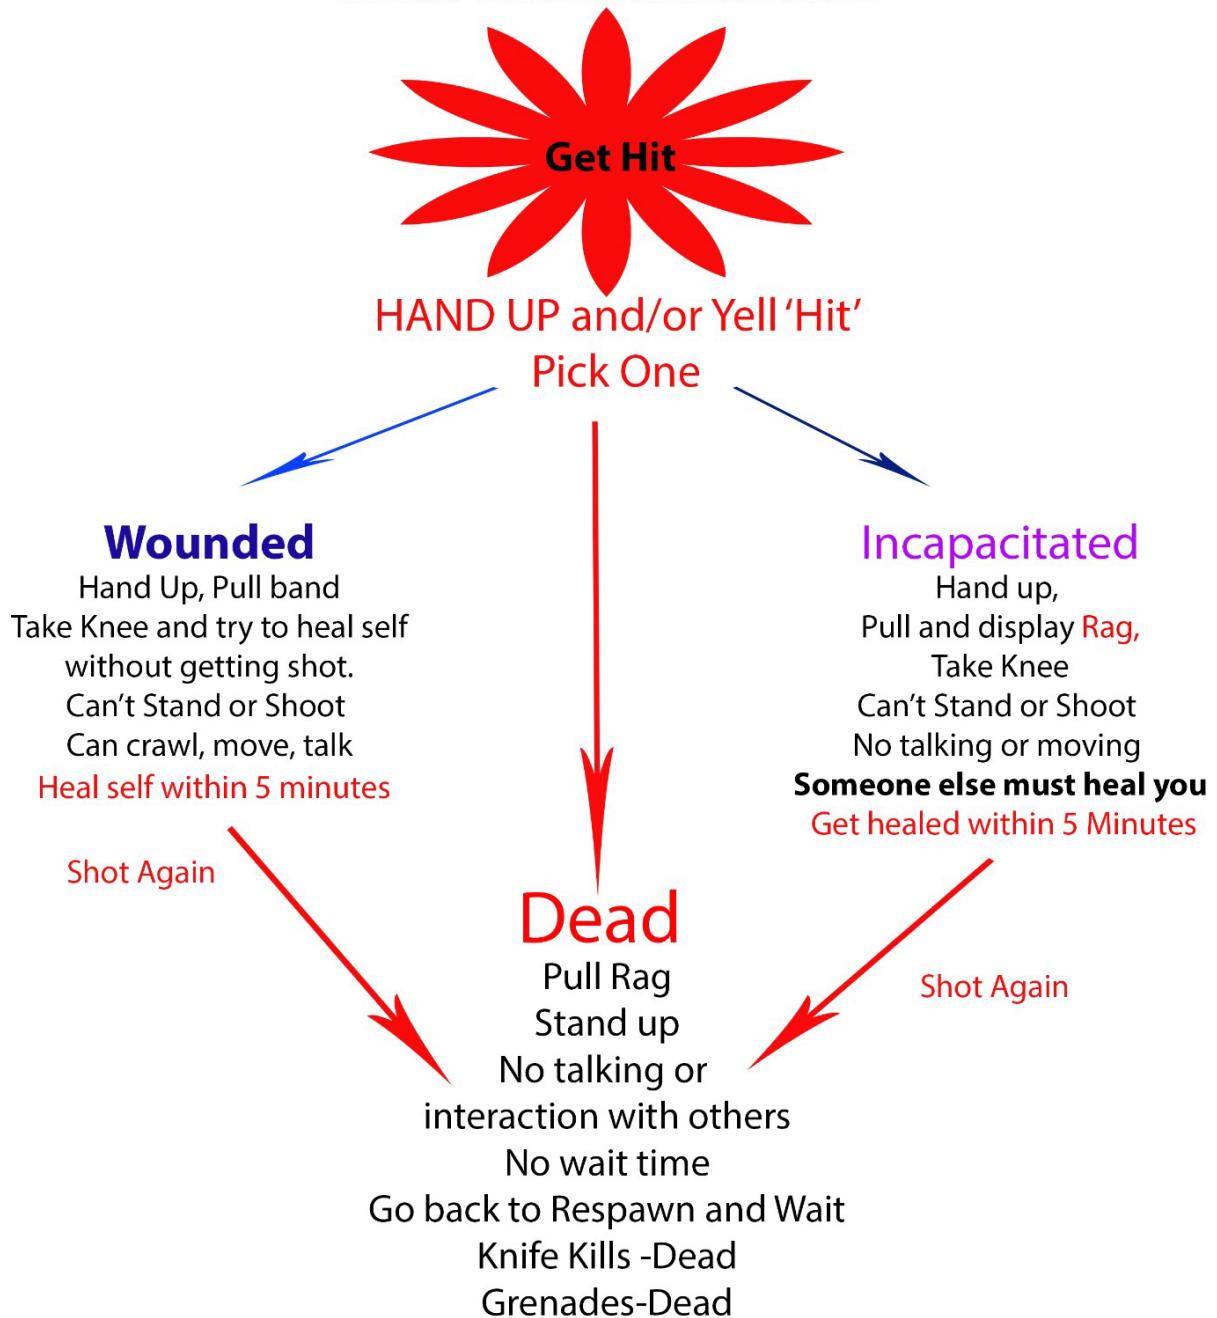 Get Hit
HAND UP and/or Yell ‘Hit’
Pick One
Wounded
Hand Up, Pull band
Take Knee and try to heal self
without getting shot.
Can’t Stand or Shoot
Can crawl, move, talk
Heal self within 5 minutes
Shot Again
Incapacitated
Hand up,
Pull and display Rag,
Take Knee
Can’t Stand or Shoot
No talking or moving
Someone else must heal you
Get healed within 5 Minutes
Shot Again
Dead
Pull Rag
Stand up
No talking or
interaction with others
No wait time
Go back to Respawn and Wait
Knife Kills -Dead
Grenades-Dead